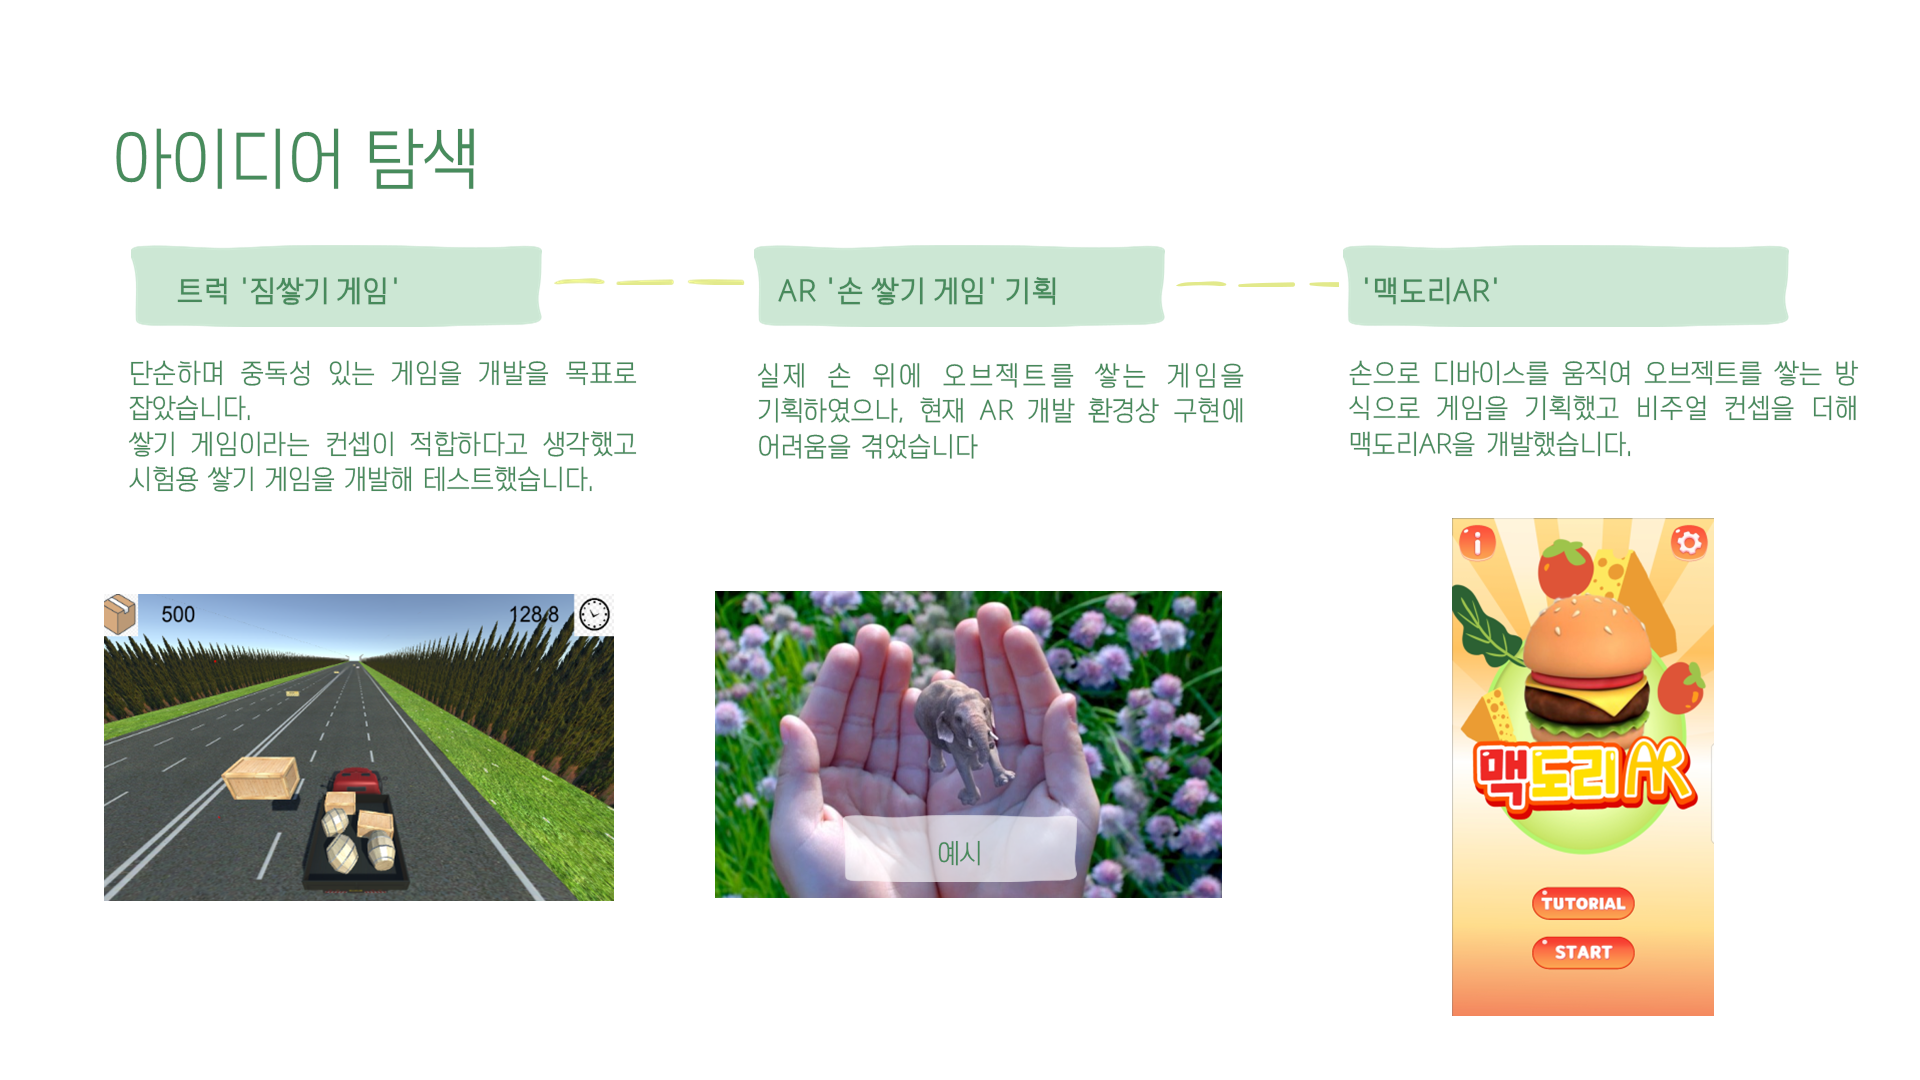 아이디어 탐색
트럭 '짐쌓기 게임'
단순하며 중독성 있는 게임을 개발을 목표로
잡았습니다.
쌓기 게임이라는 컨셉이 적합하다고 생각했고
시험용 쌓기 게임을 개발해 테스트했습니다.
500
128.8
AR '손 쌓기 게임' 기획
실제 손 위에 오브젝트를 쌓는 게임을
기획하였으나, 현재 AR 개발 환경상 구현에
어려움을 겪었습니다
예시
'맥도리AR'
손으로 디바이스를 움직여 오브젝트를 쌓는 방
식으로 게임을 기획했고 비주얼 컨셉을 더해
맥도리AR을 개발했습니다.
i
맥도리AR
TUTORIAL
START